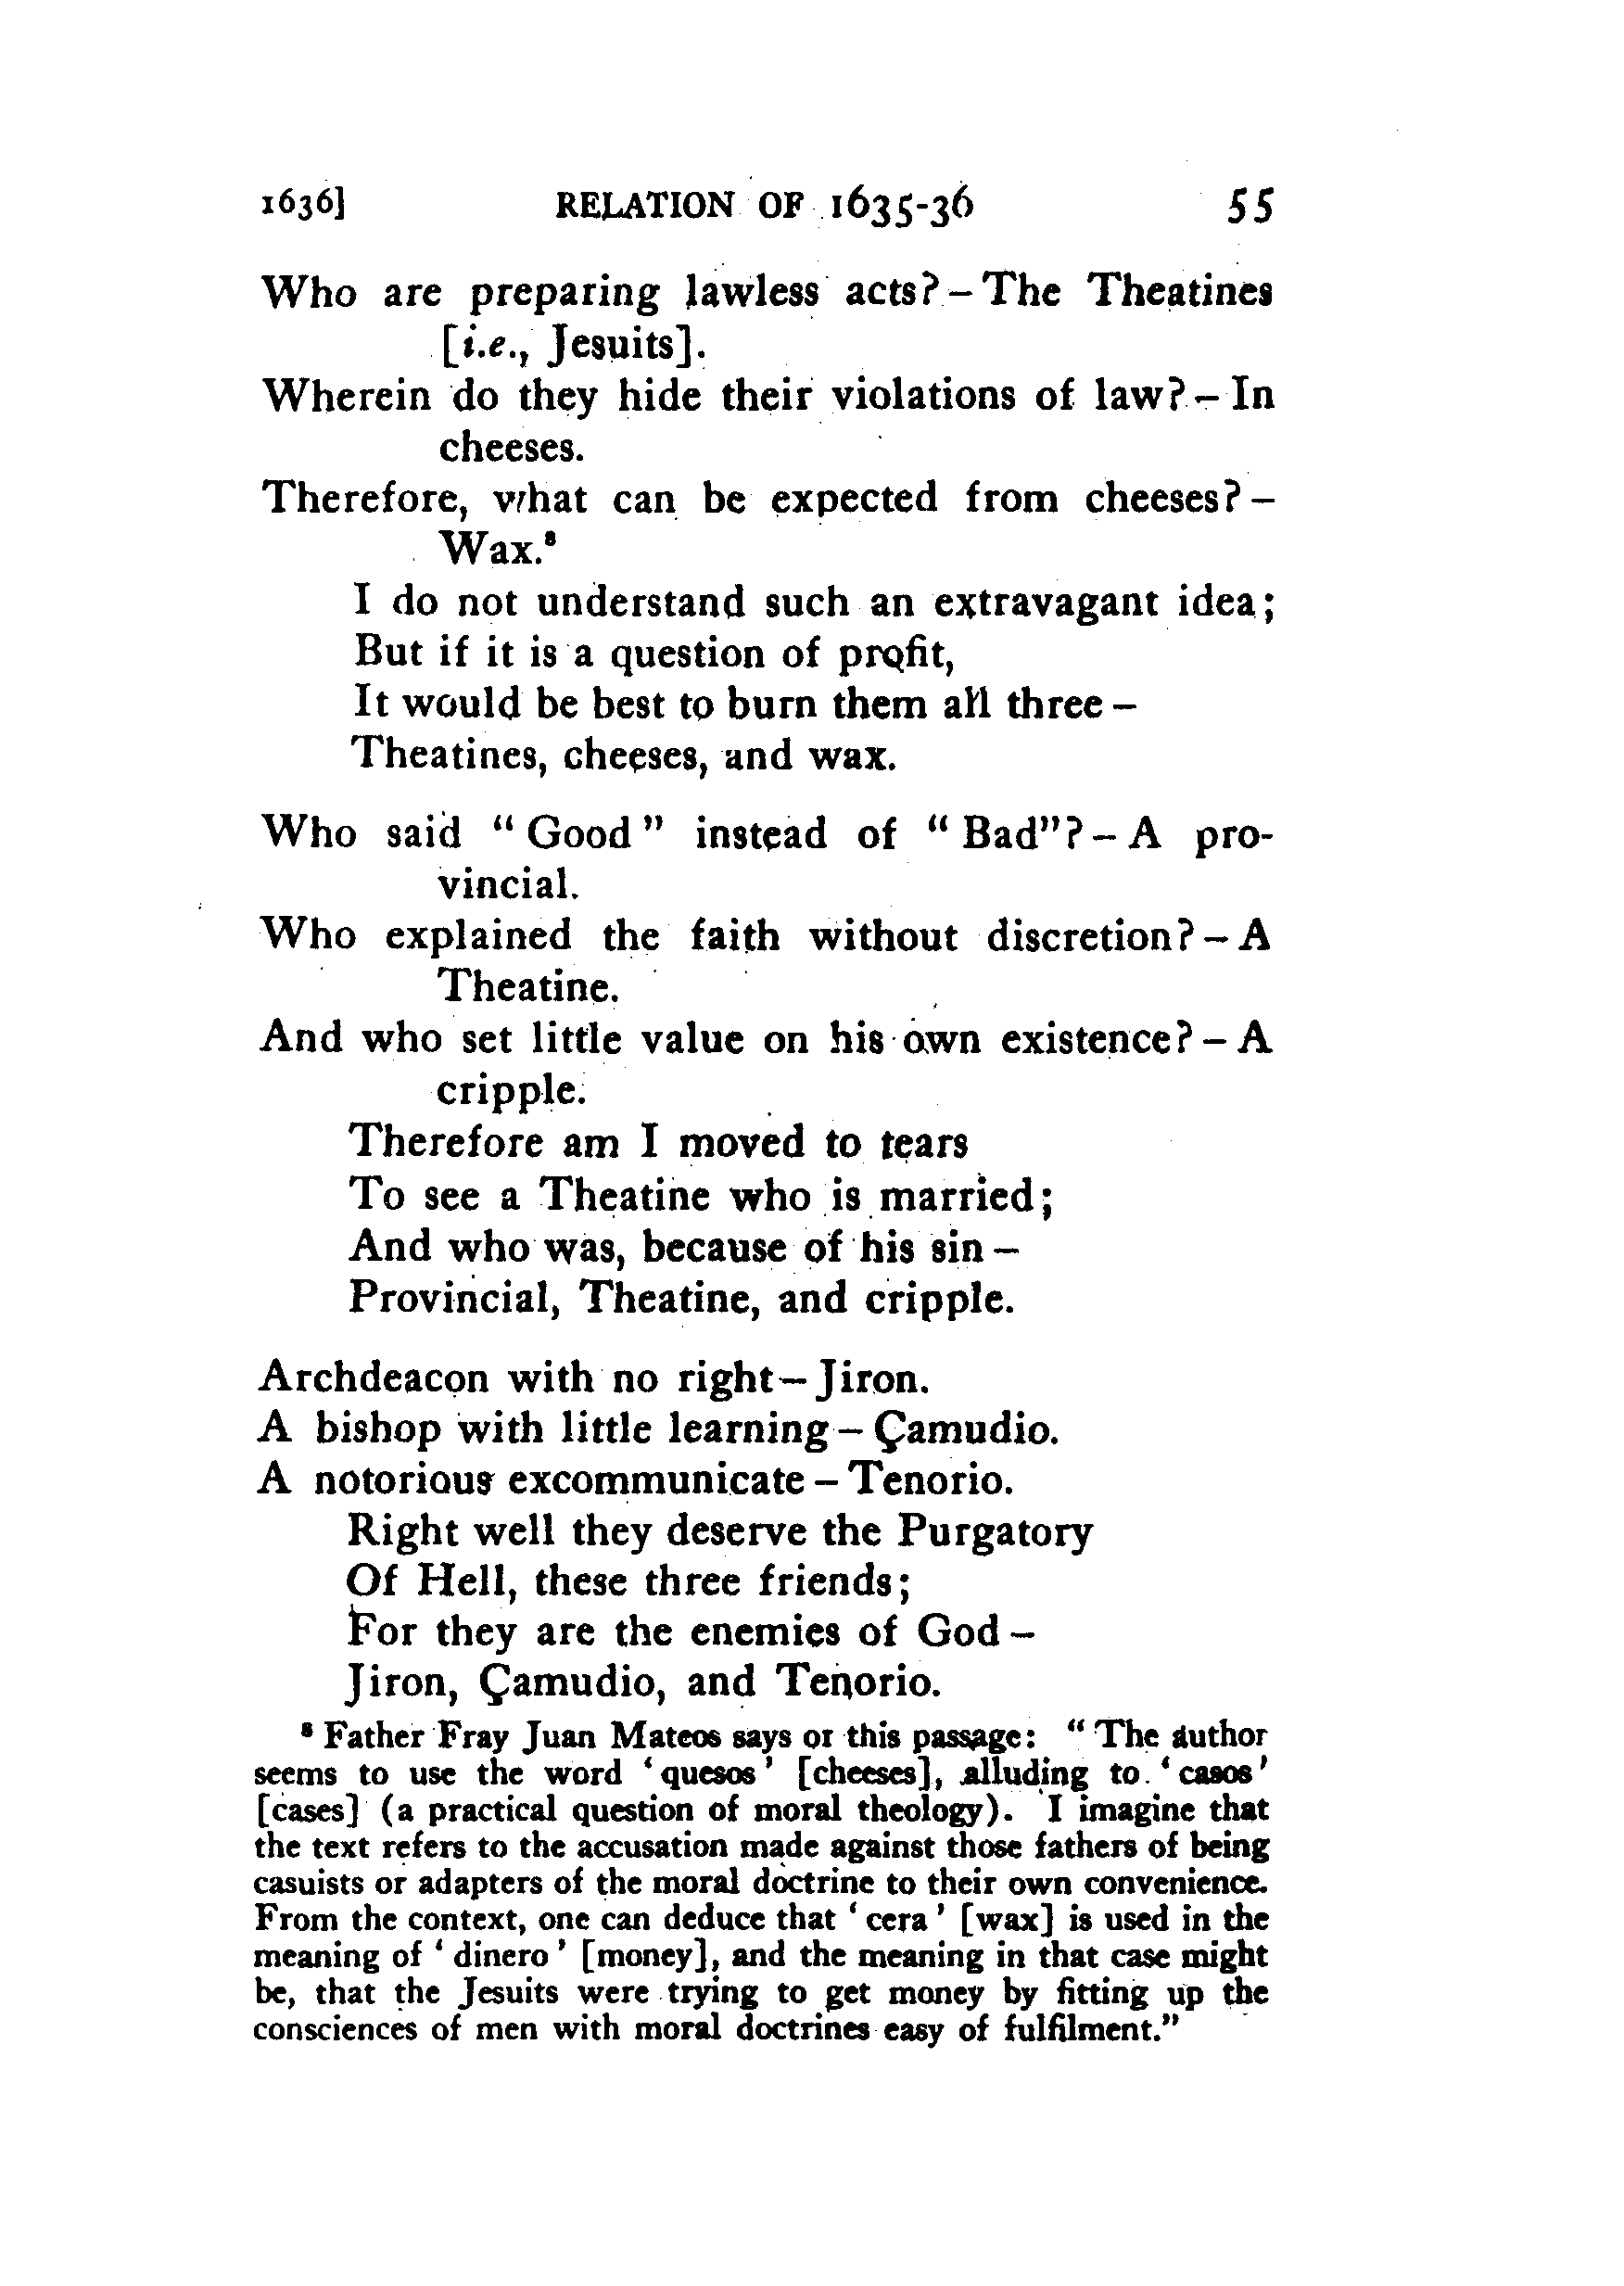 1636] RELATION OF 1635-36 55
Who are preparing lawless acts? – The Theatines
[i.e., Jesuits].
Wherein do they hide their violations of law? – In
cheeses.
Therefore, what can be expected from cheeses? –
Wax.⁸
I do not understand such an extravagant idea;
But if it is a question of profit,
It would be best to burn them all three –
Theatines, cheeses, and wax.
Who said " Good " instead of " Bad"? – A pro-
vincial.
Who explained the faith without discretion? – A
Theatine.
And who set little value on his own existence? – A
cripple.
Therefore am I moved to tears
To see a Theatine who is married;
And who was, because of his sin –
Provincial, Theatine, and cripple.
Archdeacon with no right – Jiron.
A bishop with little learning – Çamudio.
A notorious excommunicate – Tenorio.
Right well they deserve the Purgatory
Of Hell, these three friends;
For they are the enemies of God –
Jiron, Çamudio, and Tenorio.
⁸ Father Fray Juan Mateos says of this passage: " The author
seems to use the word ' quesos ' [cheeses], alluding to ' casos '
[cases] (a practical question of moral theology). I imagine that
the text refers to the accusation made against those fathers of being
casuists or adapters of the moral doctrine to their own convenience.
From the context, one can deduce that ' cera ' [wax] is used in the
meaning of ' dinero ' [money], and the meaning in that case might
be, that the Jesuits were trying to get money by fitting up the
consciences of men with moral doctrines easy of fulfilment."